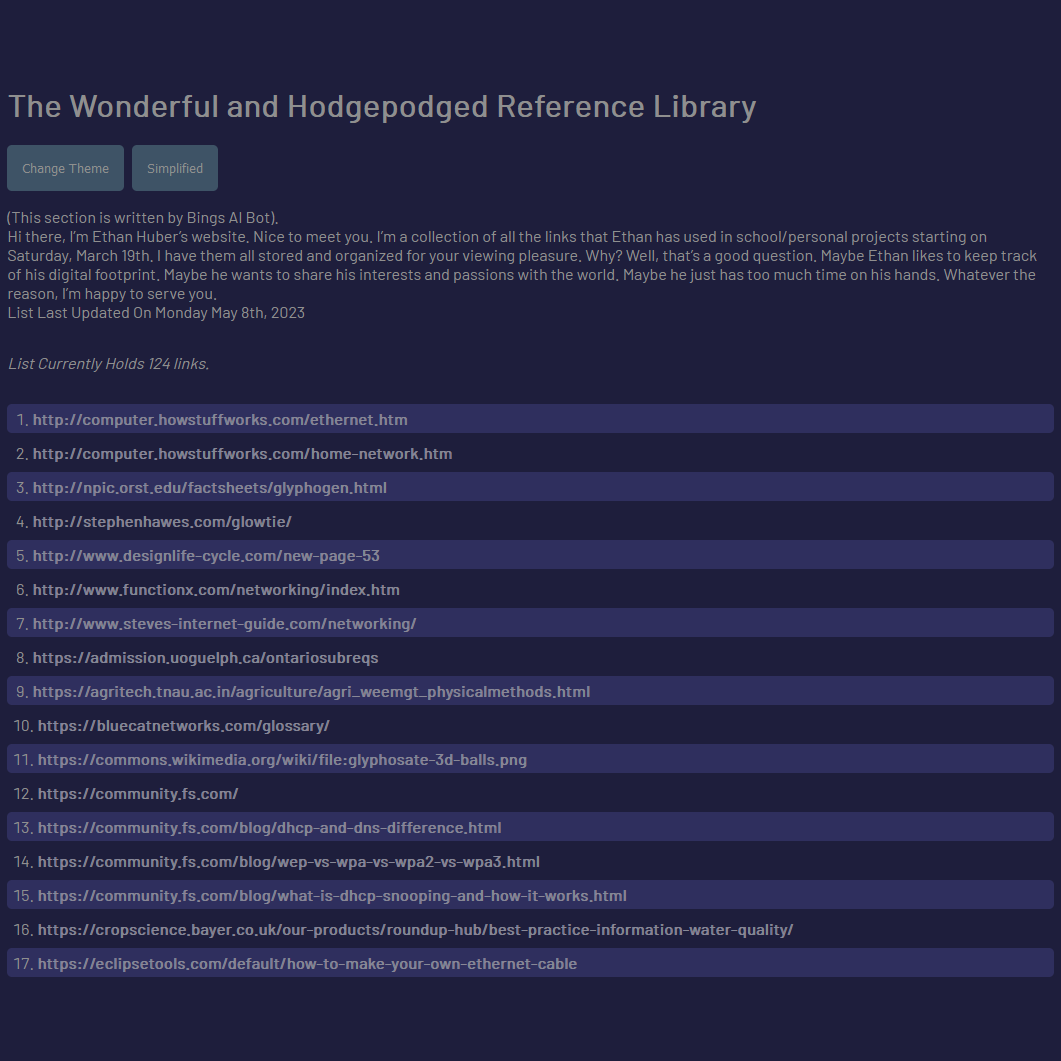 The Wonderful and Hodgepodged Reference Library
Change Theme
Simplified
(This section is written by Bings AI Bot).
Hi there, I'm Ethan Huber's website. Nice to meet you. I'm a collection of all the links that Ethan has used in school/personal projects starting on
Saturday, March 19th. I have them all stored and organized for your viewing pleasure. Why? Well, that's a good question. Maybe Ethan likes to keep track
of his digital footprint. Maybe he wants to share his interests and passions with the world. Maybe he just has too much time on his hands. Whatever the
reason, I'm happy to serve you.
List Last Updated On Monday May 8th, 2023
List Currently Holds 124 links.
1. http://computer.howstuffworks.com/ethernet.htm
2. http://computer.howstuffworks.com/home-network.htm
3. http://npic.orst.edu/factsheets/glyphogen.html
4. http://stephenhawes.com/glowtie/
5. http://www.designlife-cycle.com/new-page-53
6. http://www.functionx.com/networking/index.htm
7. http://www.steves-internet-guide.com/networking/
8. https://admission.uoguelph.ca/ontariosubreqs
9. https://agritech.tnau.ac.in/agriculture/agri_weemgt_physicalmethods.html
10. https://bluecatnetworks.com/glossary/
11. https://commons.wikimedia.org/wiki/file:glyphosate-3d-balls.png
12. https://community.fs.com/
13. https://community.fs.com/blog/dhcp-and-dns-difference.html
14. https://community.fs.com/blog/wep-vs-wpa-vs-wpa2-vs-wpa3.html
15. https://community.fs.com/blog/what-is-dhcp-snooping-and-how-it-works.html
16. https://cropscience.bayer.co.uk/our-products/roundup-hub/best-practice-information-water-quality/
17. https://eclipsetools.com/default/how-to-make-your-own-ethernet-cable